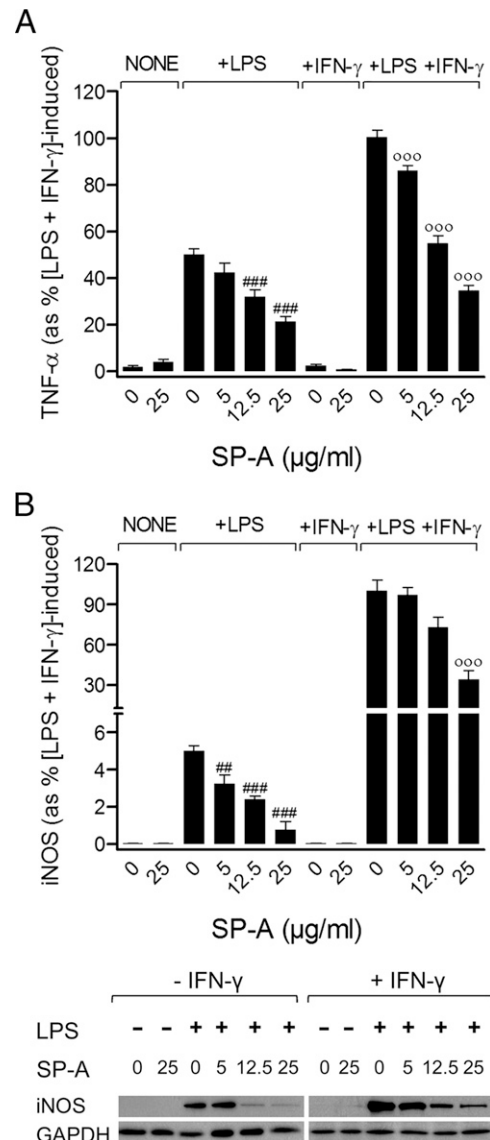 A
NONE +LPS +IFN-γ +LPS +IFN-γ
TNF-α (as % [LPS + IFN-γ]-induced)
120
100
80
60
40
20
0
### ### ooo ooo ooo
0 25 0 5 12.5 25 0 25 0 5 12.5 25
SP-A (µg/ml)
B
NONE +LPS +IFN-γ +LPS +IFN-γ
iNOS (as % [LPS + IFN-γ]-induced)
120
90
60
30
6
4
2
0
## ### ### ooo
0 25 0 5 12.5 25 0 25 0 5 12.5 25
SP-A (µg/ml)
- IFN-γ + IFN-γ
LPS - - + + + + - - + + + +
SP-A 0 25 0 5 12.5 25 0 25 0 5 12.5 25
iNOS
GAPDH